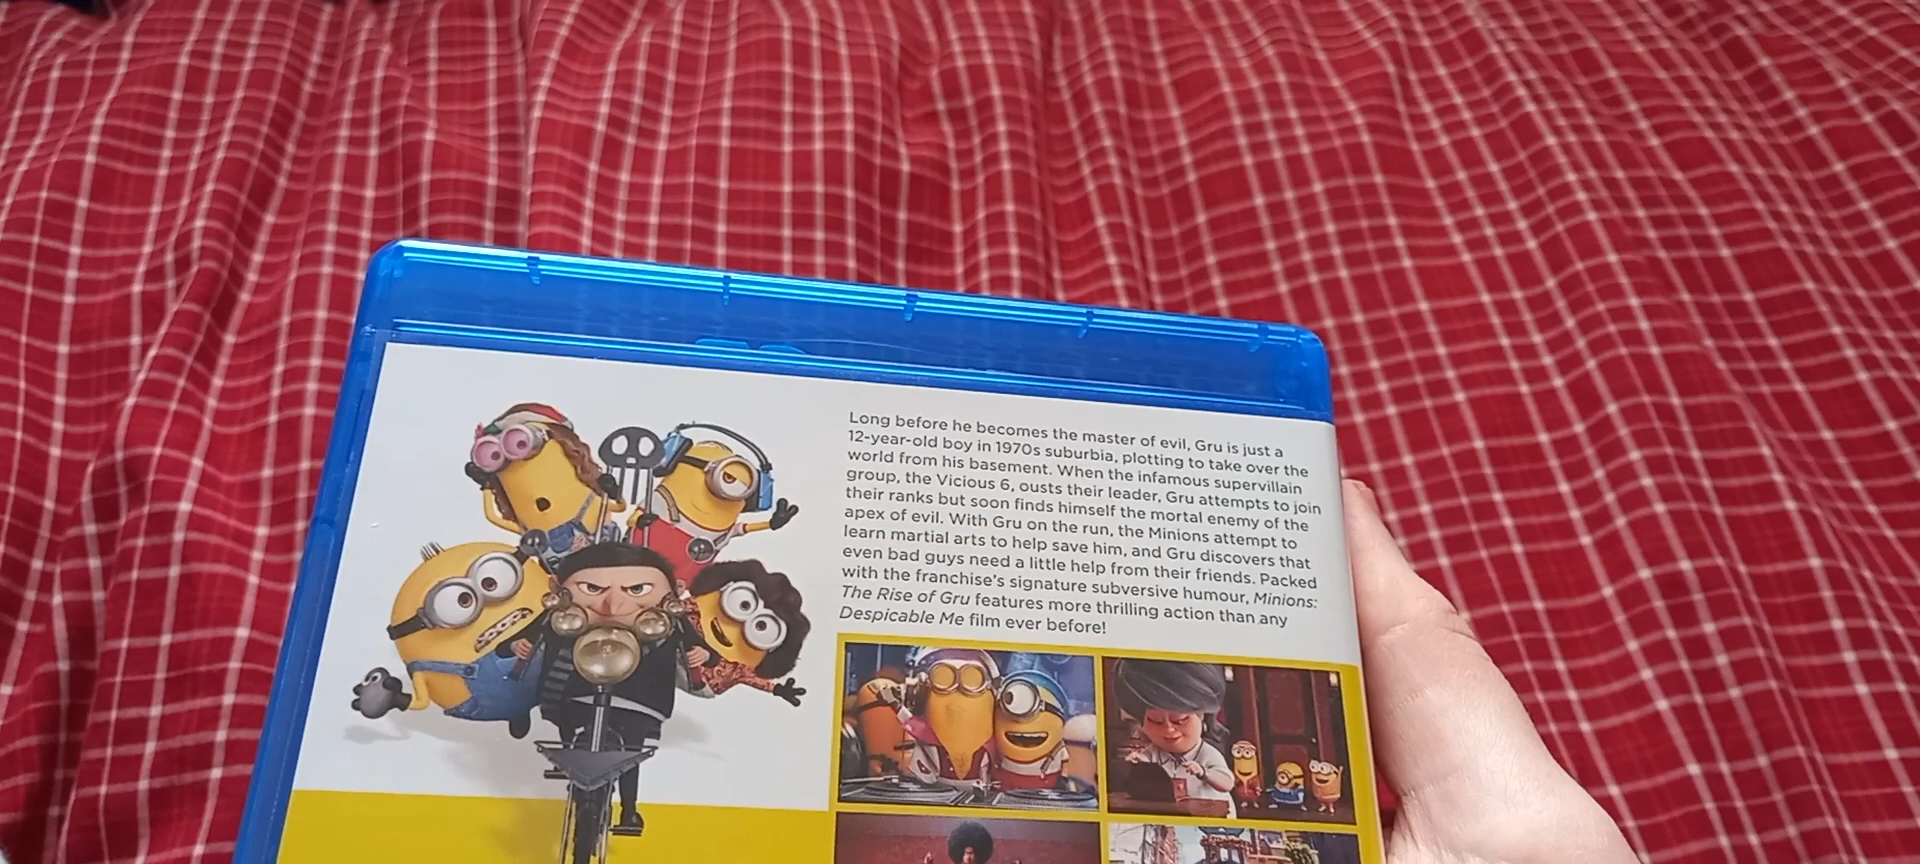 Long before he becomes the master of evil, Gru is just a
12-year-old boy in 1970s suburbia, plotting to take over the
world from his basement. When the infamous supervillain
group, the Vicious 6, ousts their leader, Gru attempts to join
their ranks but soon finds himself the mortal enemy of the
apex of evil. With Gru on the run, the Minions attempt to
learn martial arts to help save him, and Gru discovers that
even bad guys need a little help from their friends. Packed
with the franchise's signature subversive humour, Minions:
The Rise of Gru features more thrilling action than any
Despicable Me film ever before!